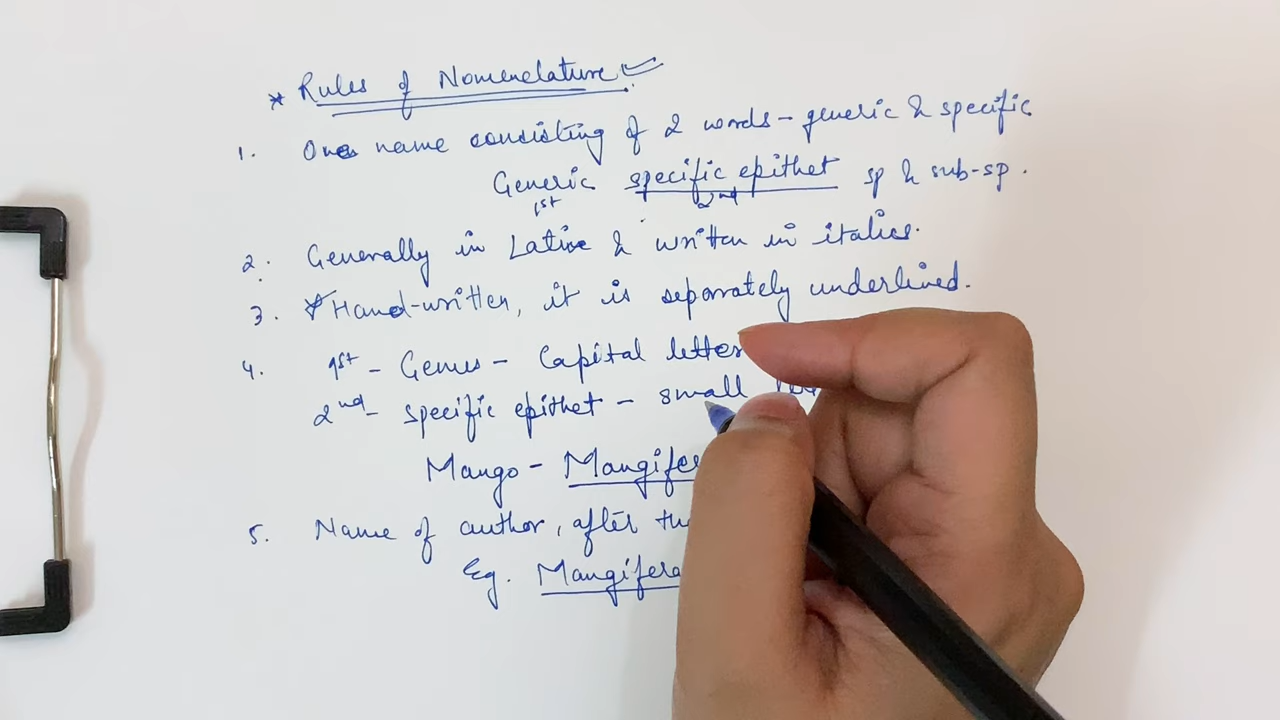 * Rules of Nomenclature
1. One name consisting of 2 words - generic & specific
Generic specific epithet sp & sub-sp.
1st 2nd
2. Generally in Latin & written in italics.
3. Hand-written, it is separately underlined.
4. 1st - Genus - Capital letter
2nd - specific epithet - small
Mango - Mangifer
5. Name of author, after
Eg. Mangifera